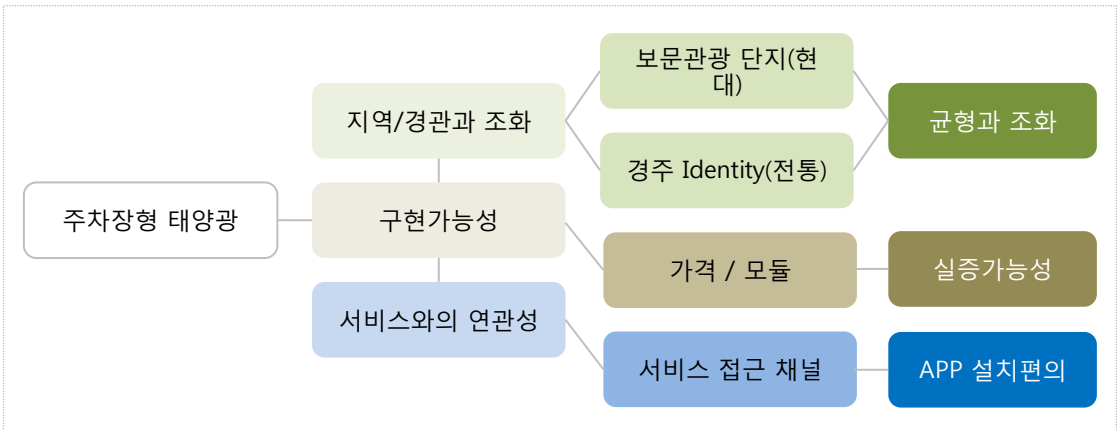 주차장형 태양광
지역/경관과 조화
구현가능성
서비스와의 연관성
보문관광 단지(현
대)
경주 Identity(전통)
가격 / 모듈
서비스 접근 채널
균형과 조화
실증가능성
APP 설치편의